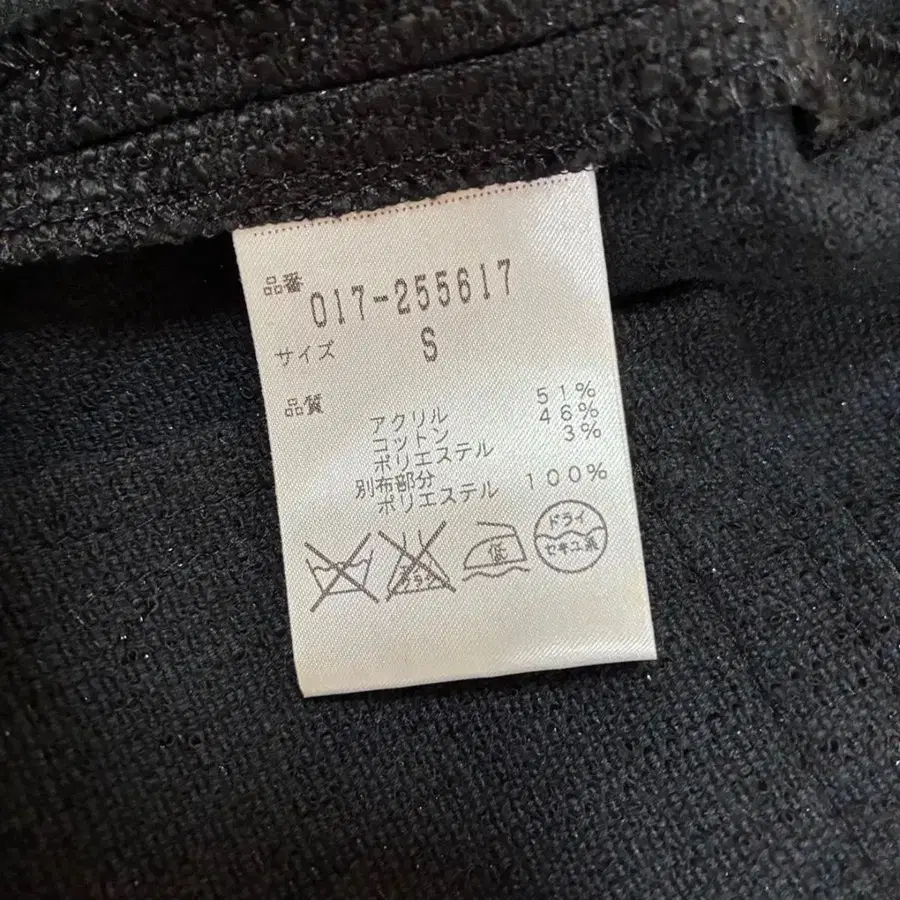 品番 017-255617
サイズ S
品質
アクリル 51%
コットン 46%
ポリエステル 3%
別布部分
ポリエステル 100%
低
ドライ
セキユ系